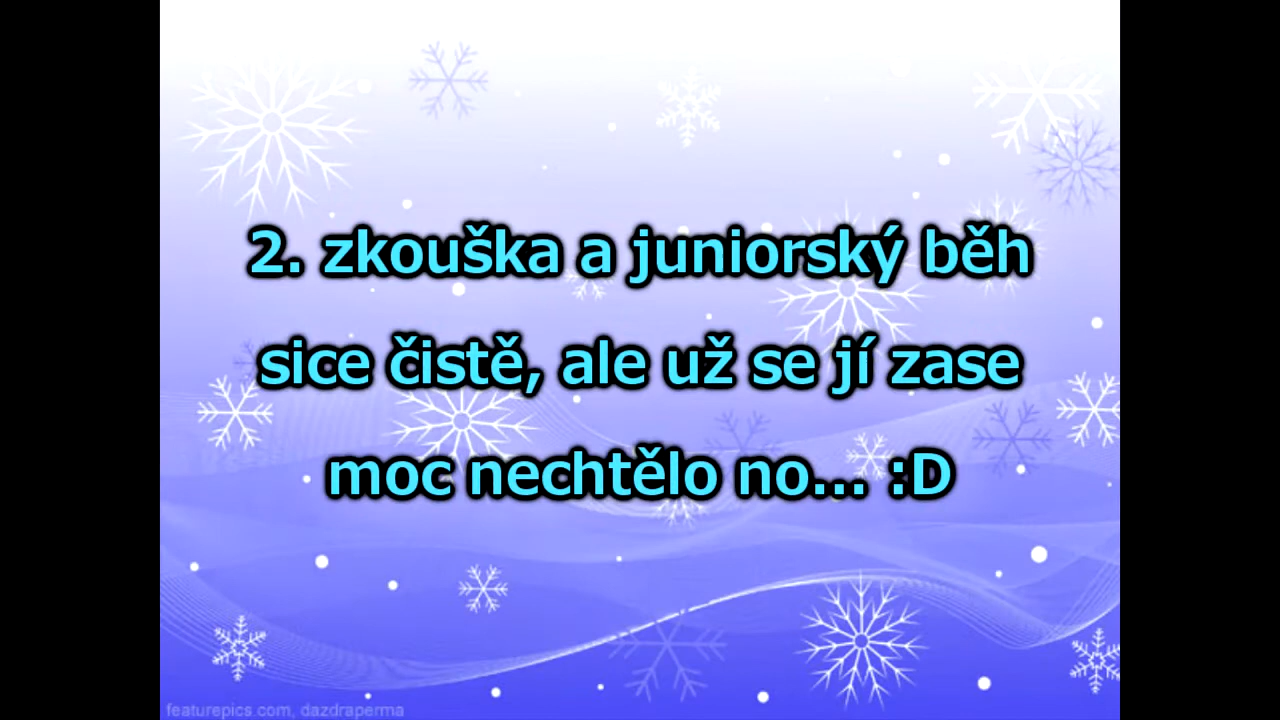 2. zkouška a juniorský běh
sice čistě, ale už se jí zase
moc nechtělo no... :D
featurepics.com, dazdraperma